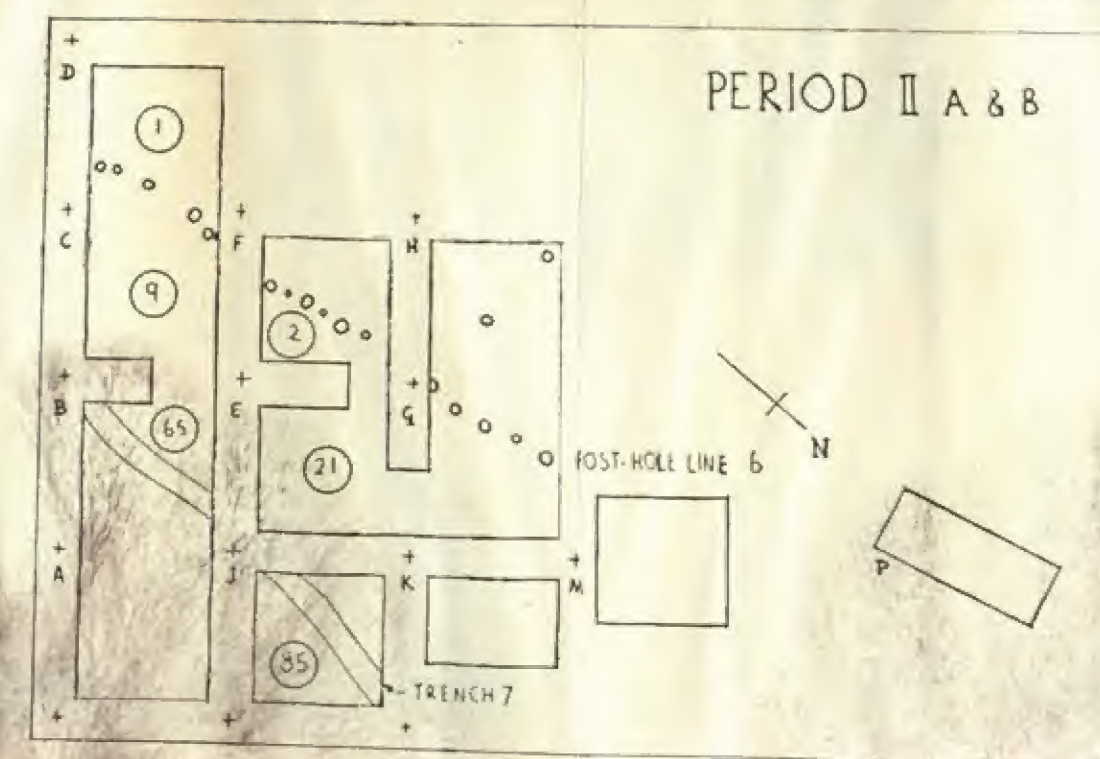 PERIOD II A & B
D
1
C
F
H
9
2
B
E
G
65
21
POST-HOLE LINE 6
N
A
J
K
M
P
85
TRENCH 7